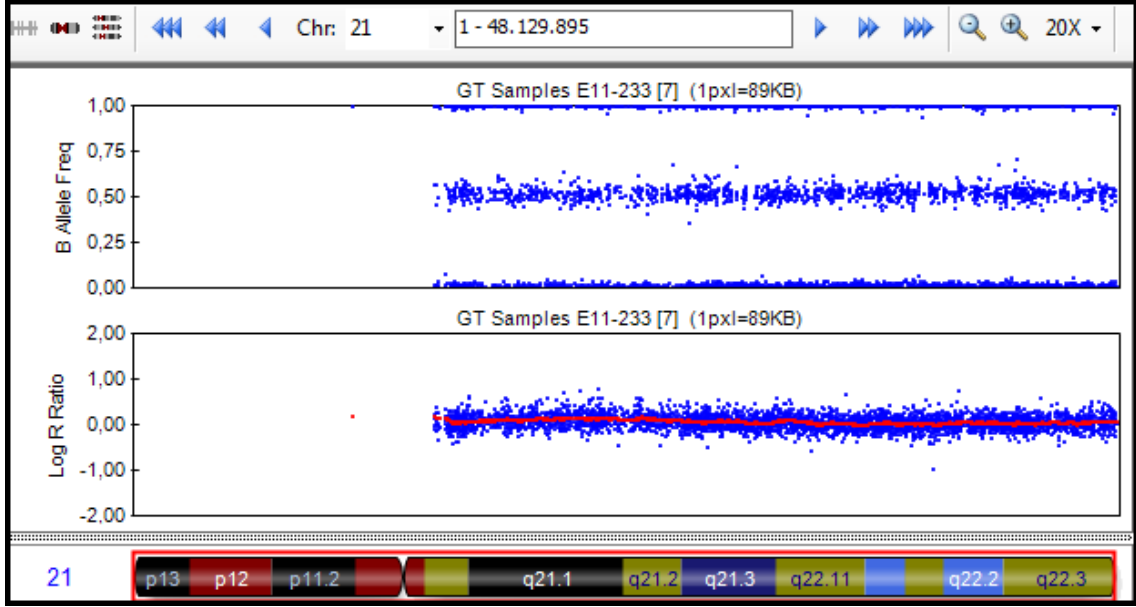 Chr: 21 1 - 48.129.895 20X
GT Samples E11-233 [7] (1pxl=89KB)
B Allele Freq
1,00
0,75
0,50
0,25
0,00
GT Samples E11-233 [7] (1pxl=89KB)
Log R Ratio
2,00
1,00
0,00
-1,00
-2,00
21 p13 p12 p11.2 q21.1 q21.2 q21.3 q22.11 q22.2 q22.3